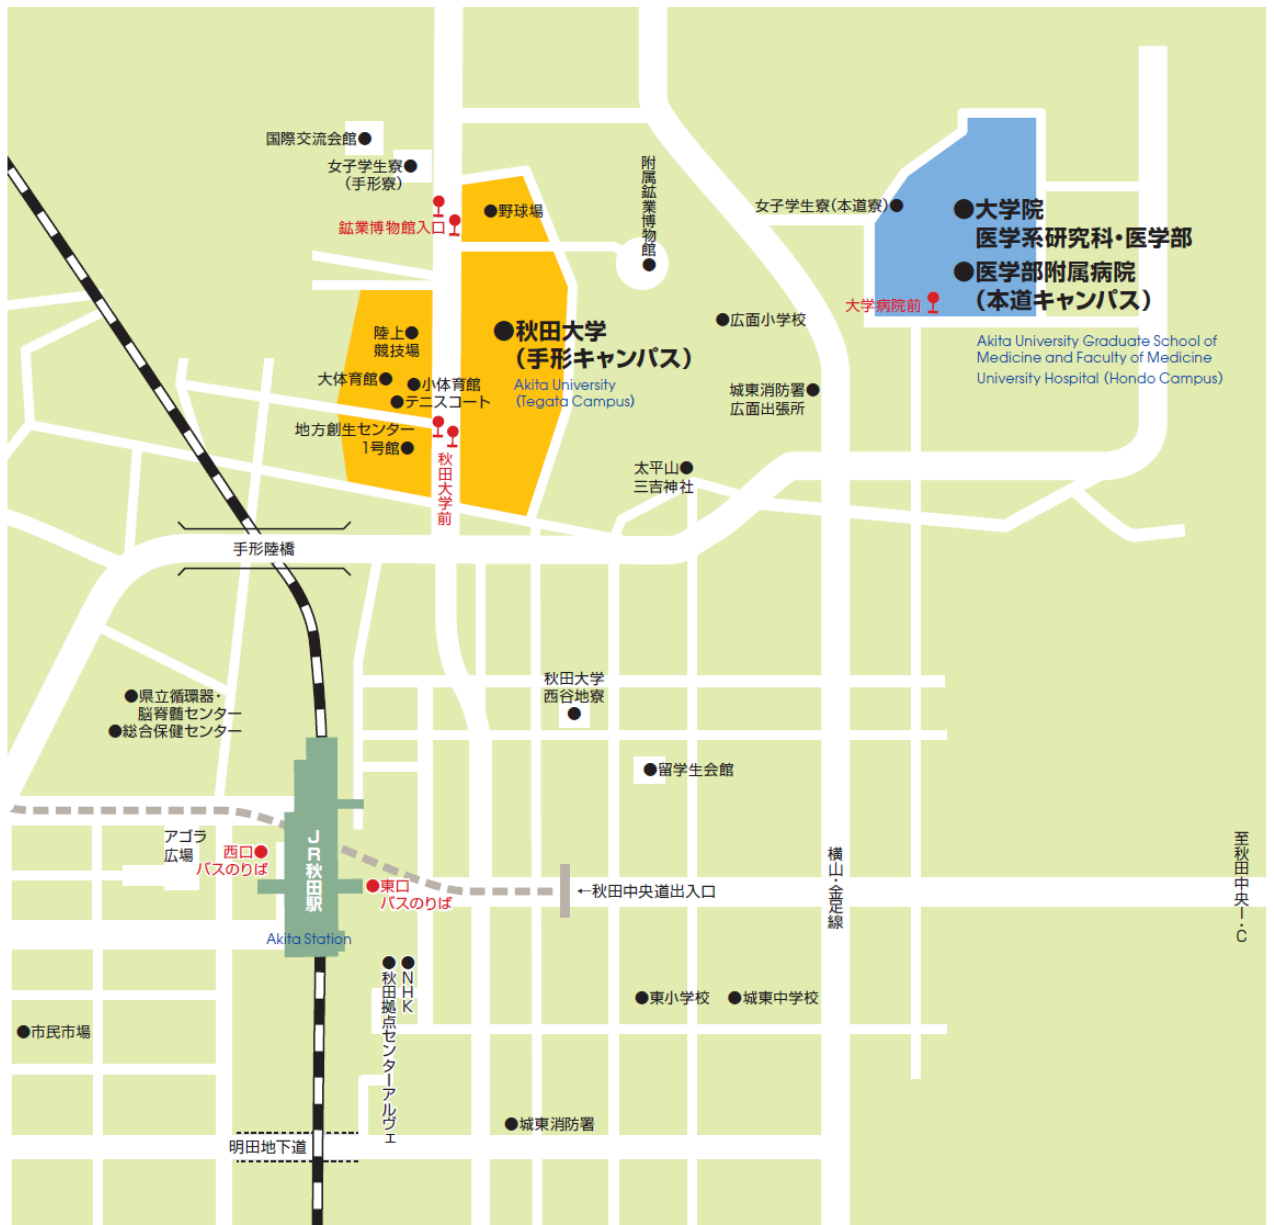 国際交流会館
女子学生寮
（手形寮）
鉱業博物館入口
野球場
附属鉱業博物館
女子学生寮（本道寮）
大学院
医学系研究科・医学部
医学部附属病院
（本道キャンパス）
大学病院前
Akita University Graduate School of
Medicine and Faculty of Medicine
University Hospital (Hondo Campus)
陸上
競技場
秋田大学
（手形キャンパス）
Akita University
(Tegata Campus)
大体育館
小体育館
テニスコート
地方創生センター
1号館
秋田大学前
広面小学校
城東消防署
広面出張所
太平山
三吉神社
手形陸橋
県立循環器・
脳脊髄センター
総合保健センター
秋田大学
西谷地寮
留学生会館
アゴラ
広場
西口
バスのりば
JR秋田駅
東口
バスのりば
Akita Station
←秋田中央道出入口
横山・金足線
至秋田中央I・C
NHK
秋田拠点センターアルヴェ
東小学校
城東中学校
市民市場
城東消防署
明田地下道